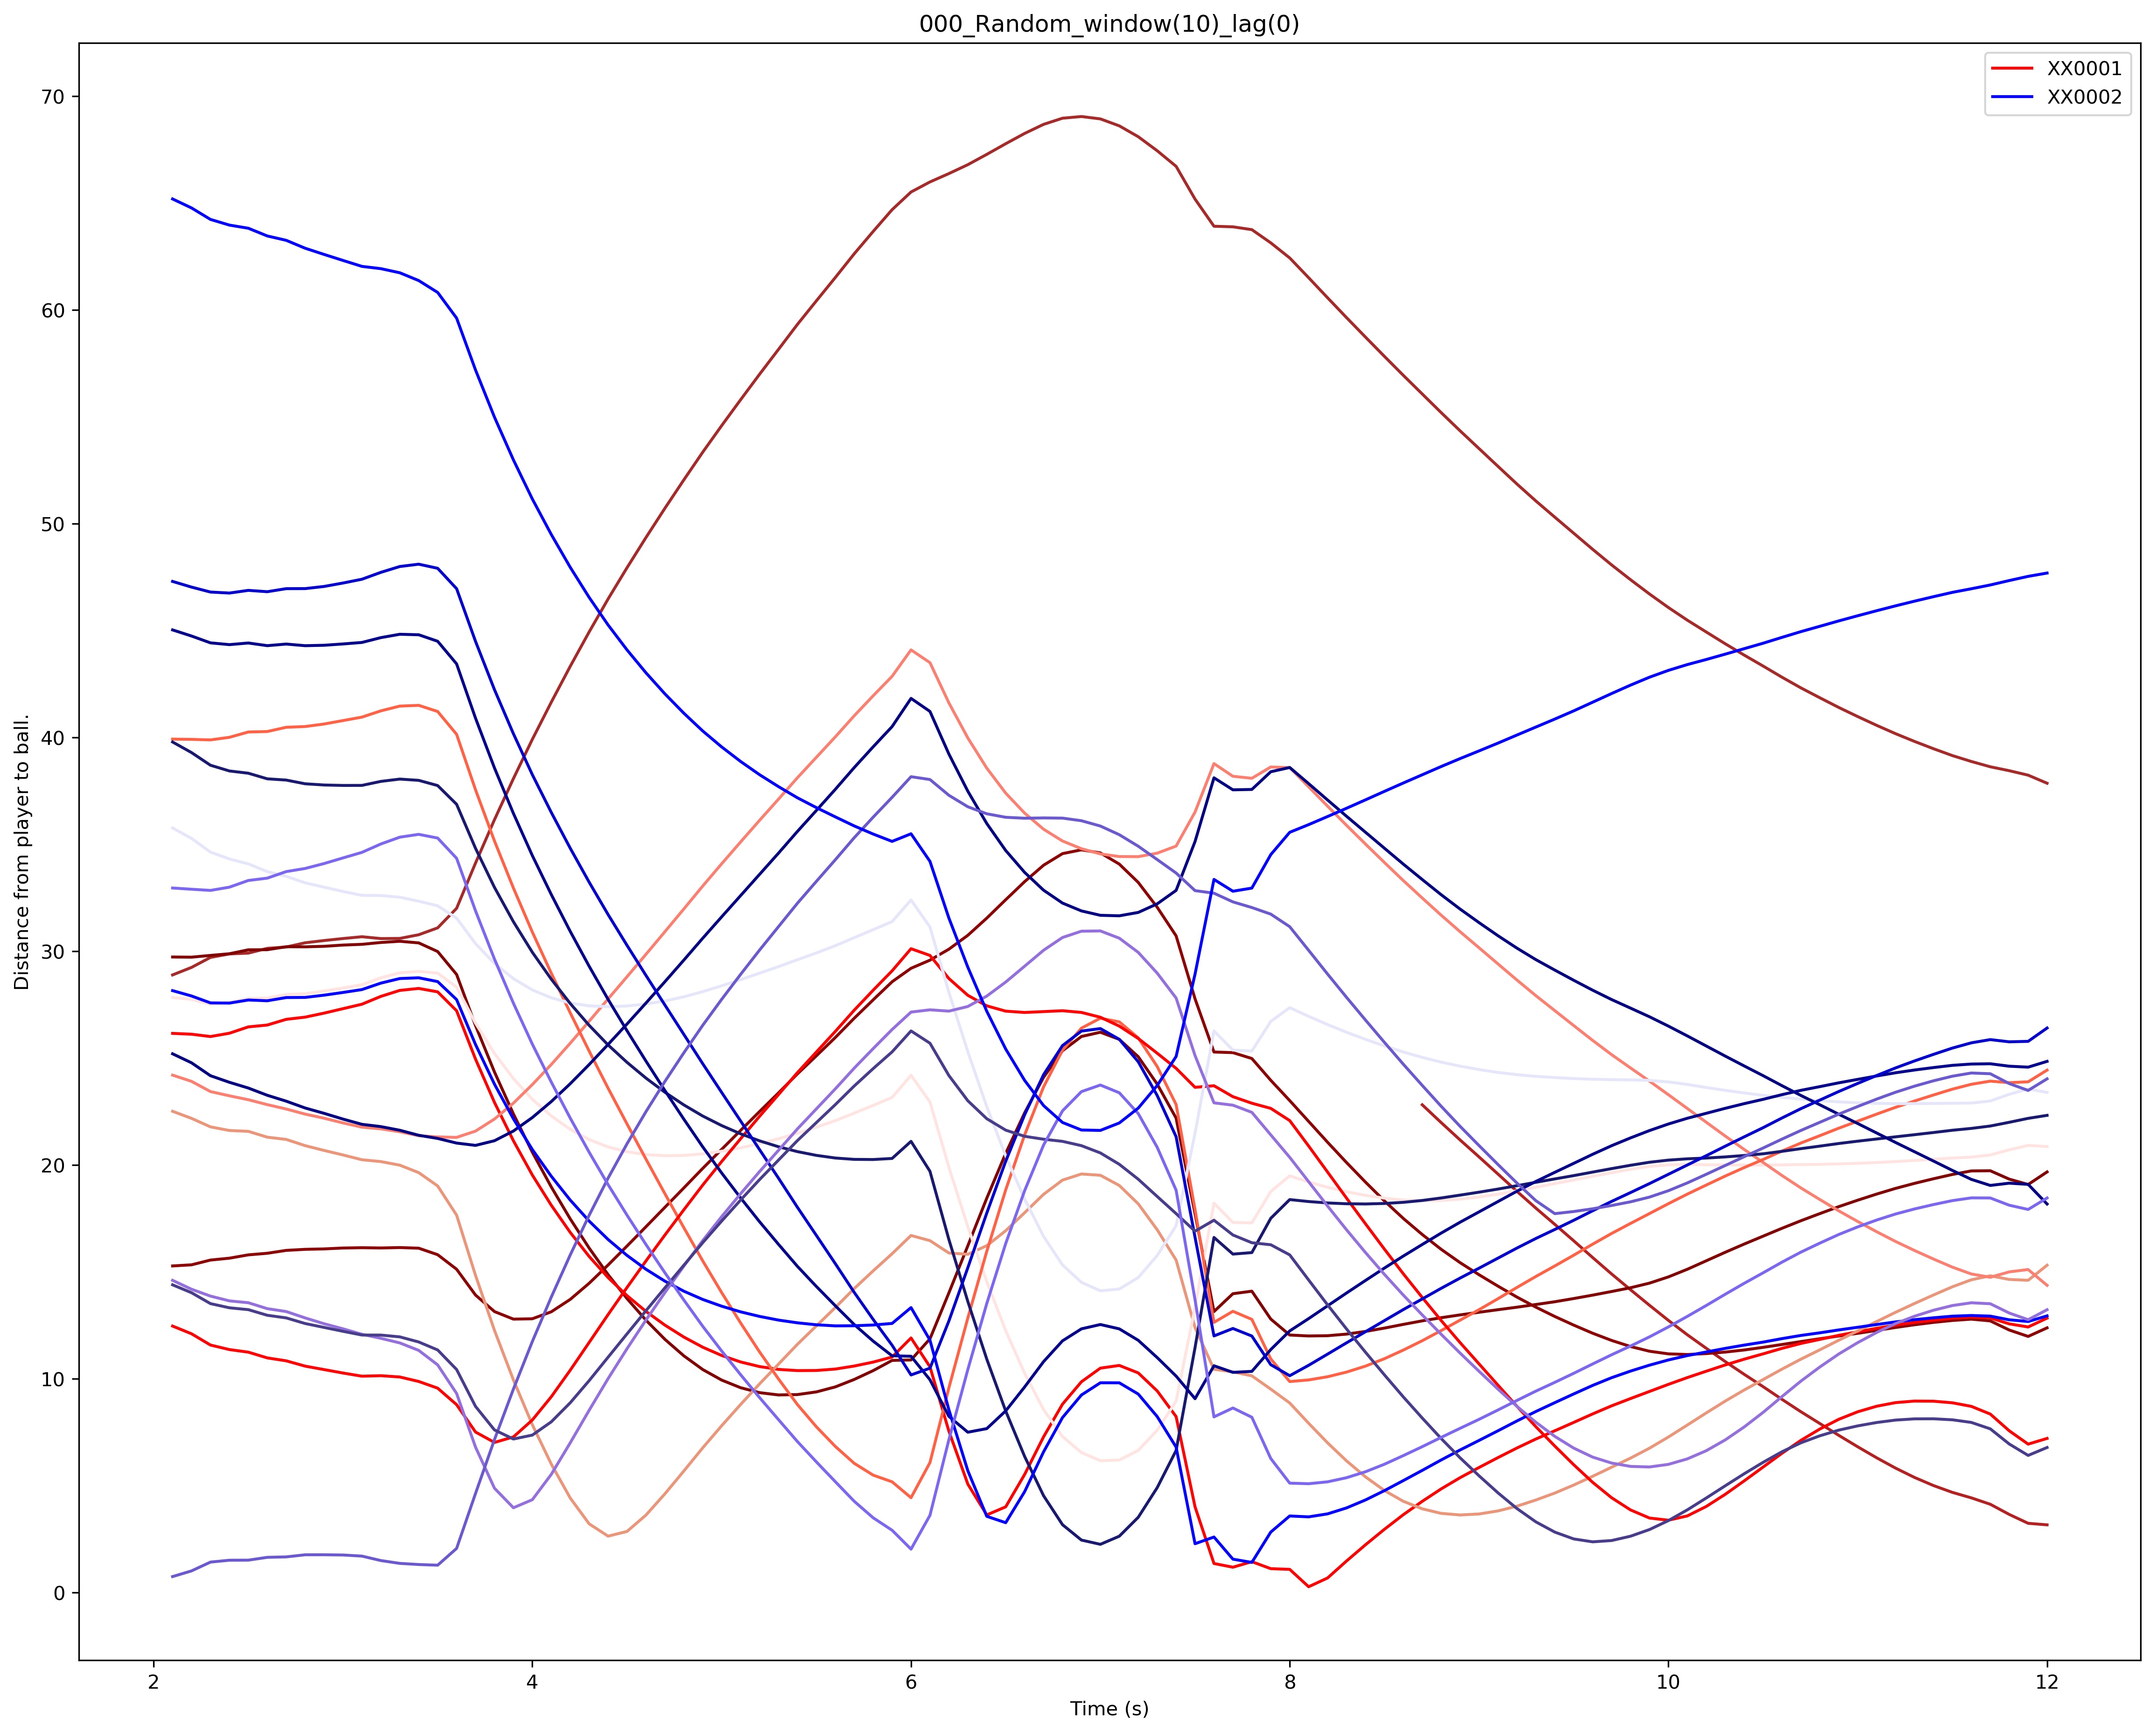 000_Random_window(10)_lag(0)
XX0001
XX0002
70
60
50
40
30
20
10
0
Distance from player to ball.
2 4 6 8 10 12
Time (s)